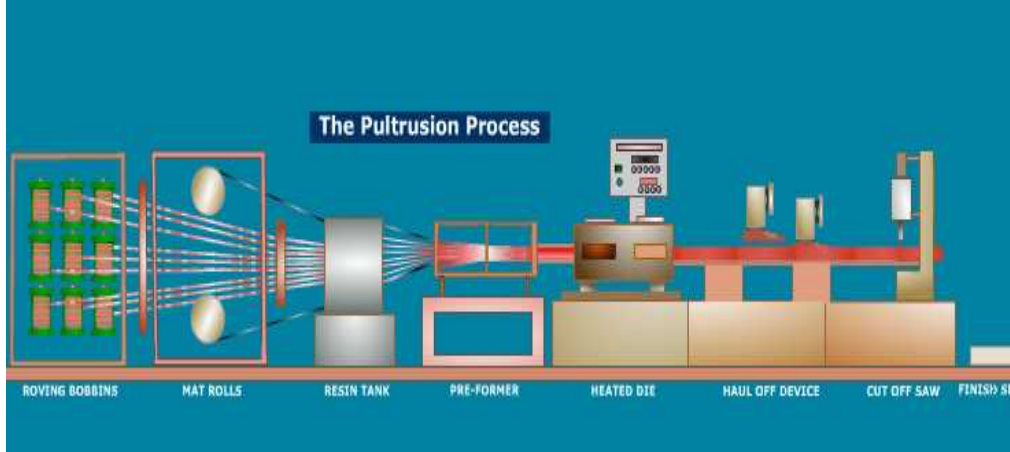 The Pultrusion Process
ROVING BOBBINS
MAT ROLLS
RESIN TANK
PRE-FORMER
HEATED DIE
HAUL OFF DEVICE
CUT OFF SAW
FINISH